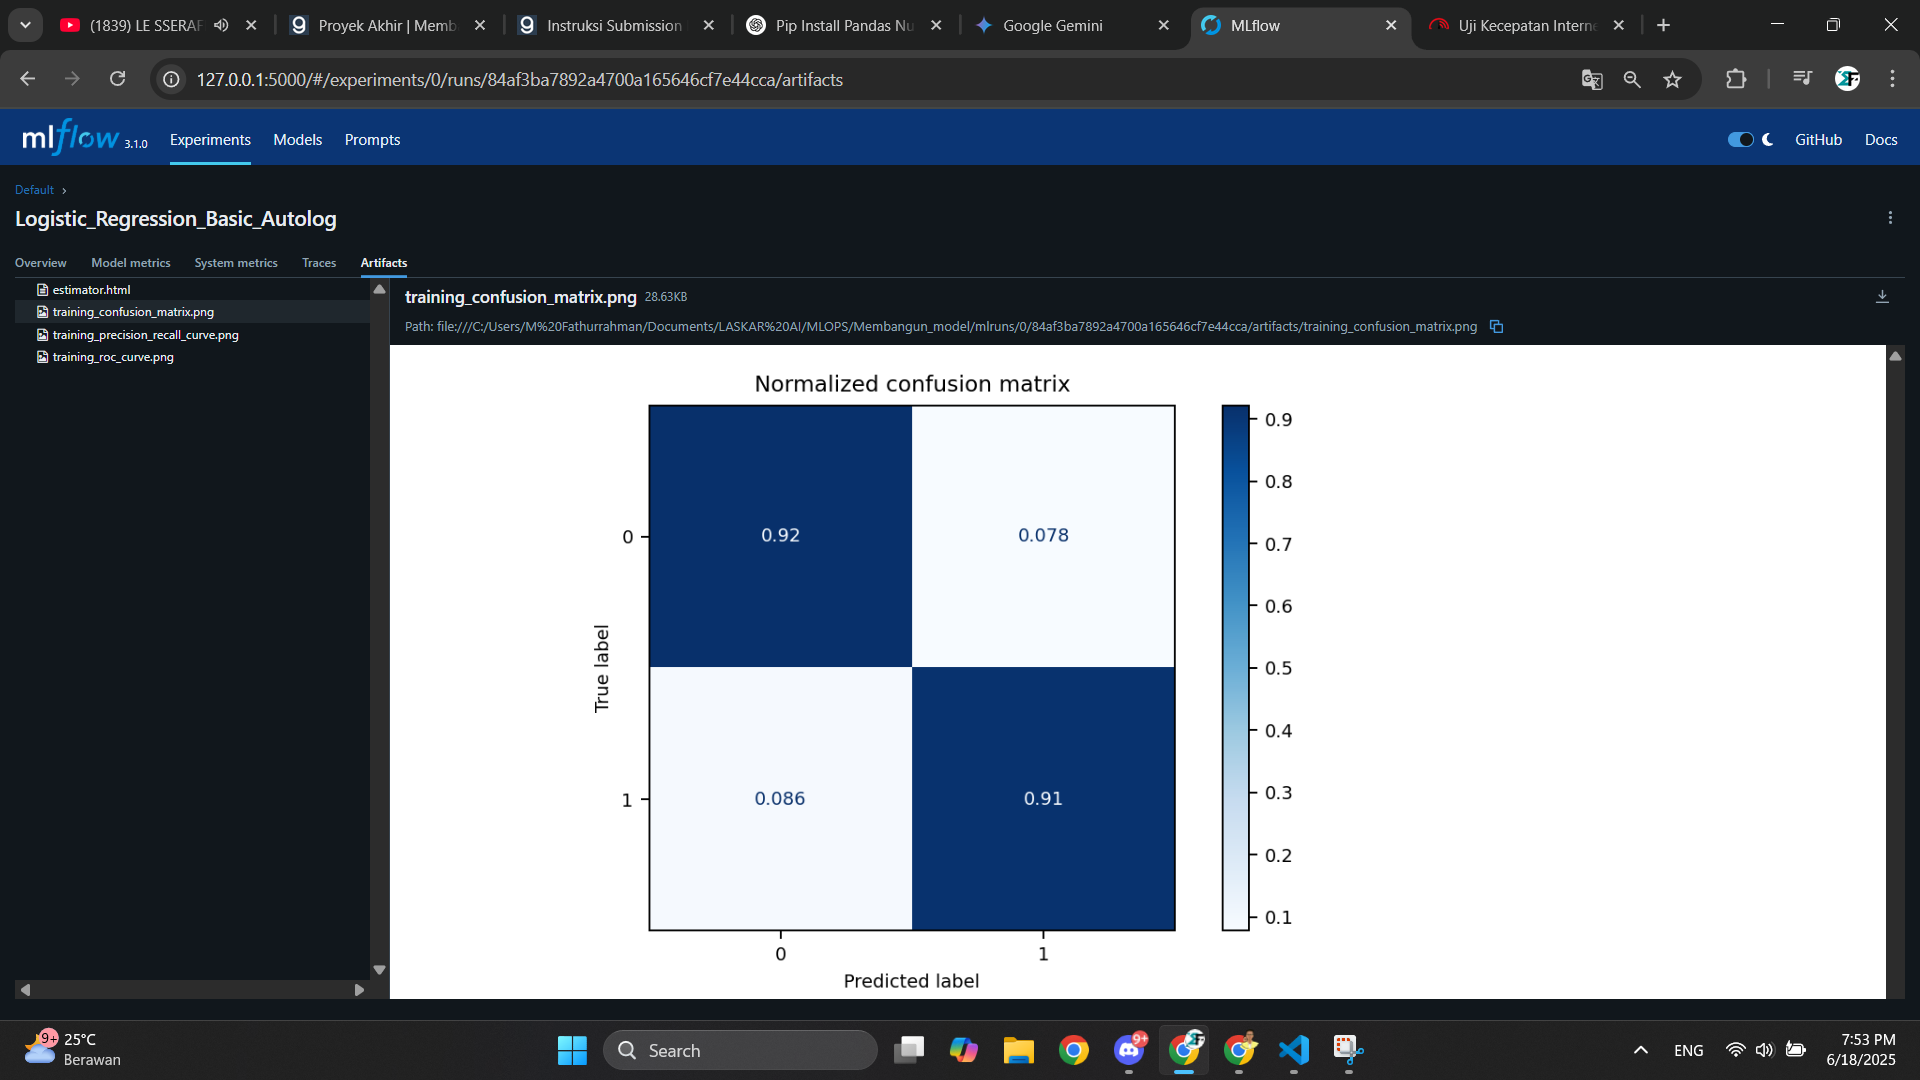 (1839) LE SSERAF
Proyek Akhir | Memb
Instruksi Submission
Pip Install Pandas Nu
Google Gemini
MLflow
Uji Kecepatan Interne
127.0.0.1:5000/#/experiments/0/runs/84af3ba7892a4700a165646cf7e44cca/artifacts
mlflow 3.1.0 Experiments Models Prompts GitHub Docs
Default
Logistic_Regression_Basic_Autolog
Overview Model metrics System metrics Traces Artifacts
estimator.html
training_confusion_matrix.png
training_precision_recall_curve.png
training_roc_curve.png
training_confusion_matrix.png 28.63KB
Path: file:///C:/Users/M%20Fathurrahman/Documents/LASKAR%20AI/MLOPS/Membangun_model/mlruns/0/84af3ba7892a4700a165646cf7e44cca/artifacts/training_confusion_matrix.png
Normalized confusion matrix
True label
0
0.92 0.078
1
0.086 0.91
0 1
Predicted label
0.9
0.8
0.7
0.6
0.5
0.4
0.3
0.2
0.1
9+
25°C
Berawan
Search
9+
ENG
7:53 PM
6/18/2025